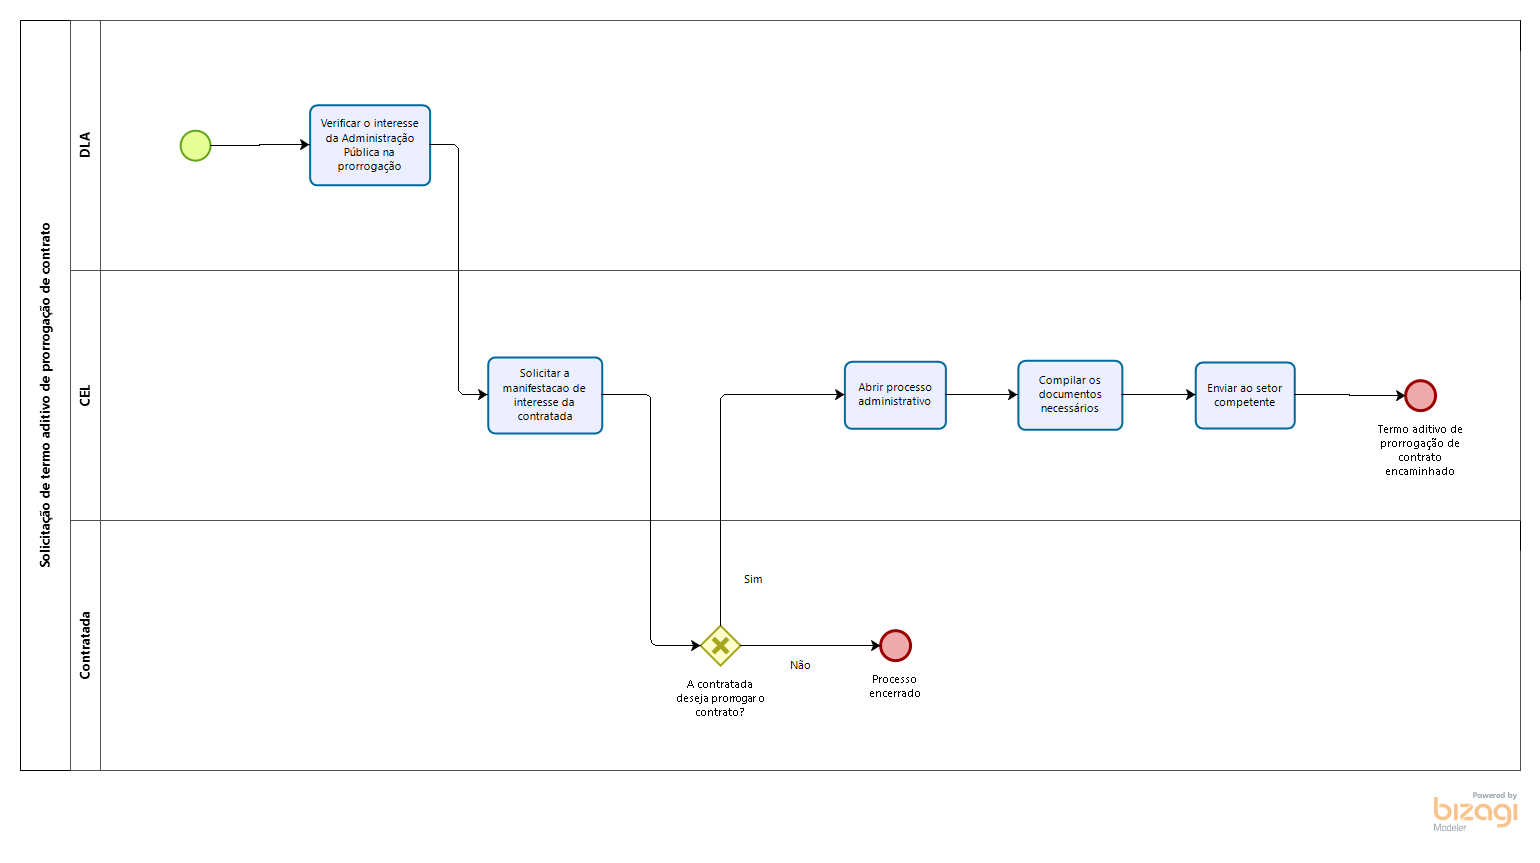 Solicitação de termo aditivo de prorrogação de contrato
DLA
Verificar o interesse
da Administração
Pública na
prorrogação
CEL
Solicitar a
manifestacao de
interesse da
contratada
Abrir processo
administrativo
Compilar os
documentos
necessários
Enviar ao setor
competente
Termo aditivo de
prorrogação de
contrato
encaminhado
Contratada
Sim
Não
A contratada
deseja prorrogar o
contrato?
Processo
encerrado
Powered by
bizagi
Modeler